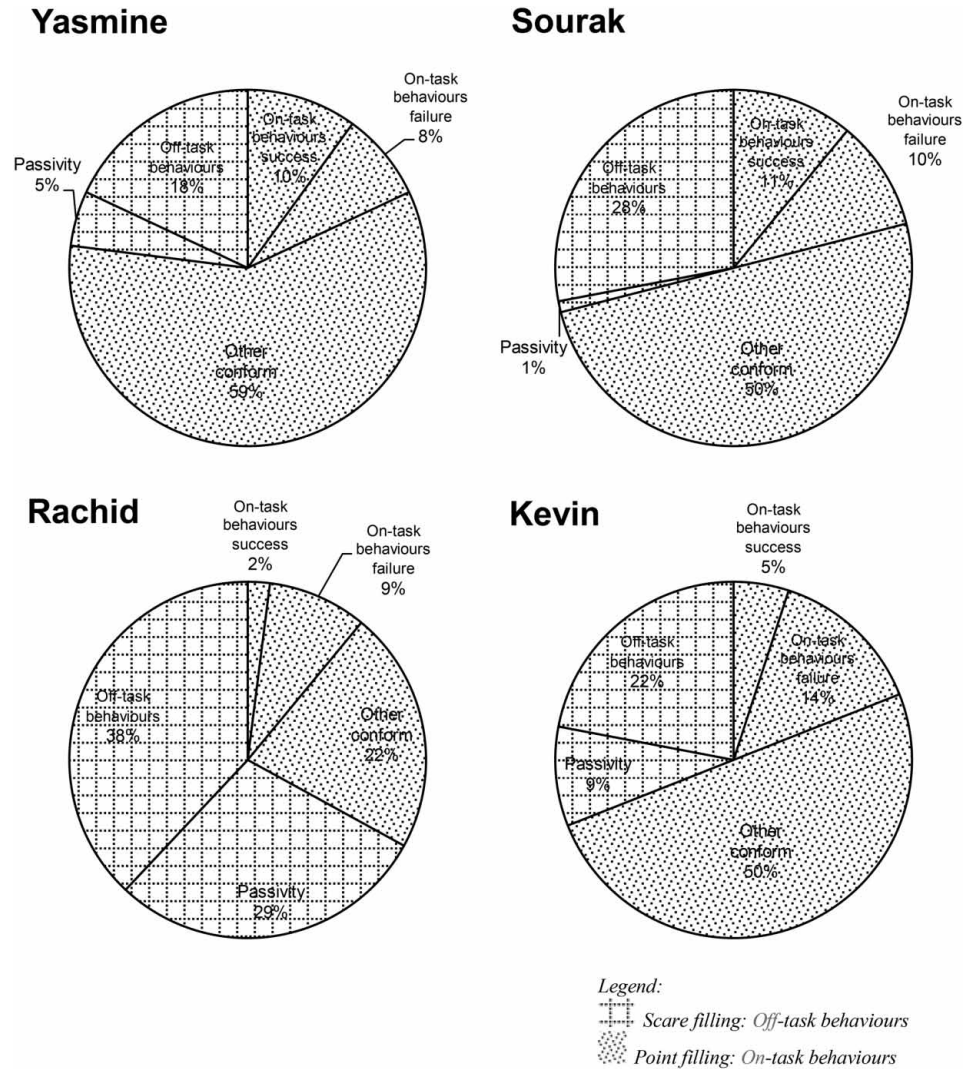 Yasmine
On-task
behaviours
failure
8%
On-task
behaviours
success
10%
Off-task
behaviours
18%
Passivity
5%
Other
conform
59%
Sourak
On-task
behaviours
failure
10%
On-task
behaviours
success
11%
Off-task
behaviours
28%
Passivity
1%
Other
conform
50%
Rachid
On-task
behaviours
success
2%
On-task
behaviours
failure
9%
Off-task
behaviours
38%
Other
conform
22%
Passivity
29%
Kevin
On-task
behaviours
success
5%
On-task
behaviours
failure
14%
Off-task
behaviours
22%
Passivity
9%
Other
conform
50%
Legend:
Scare filling: Off-task behaviours
Point filling: On-task behaviours